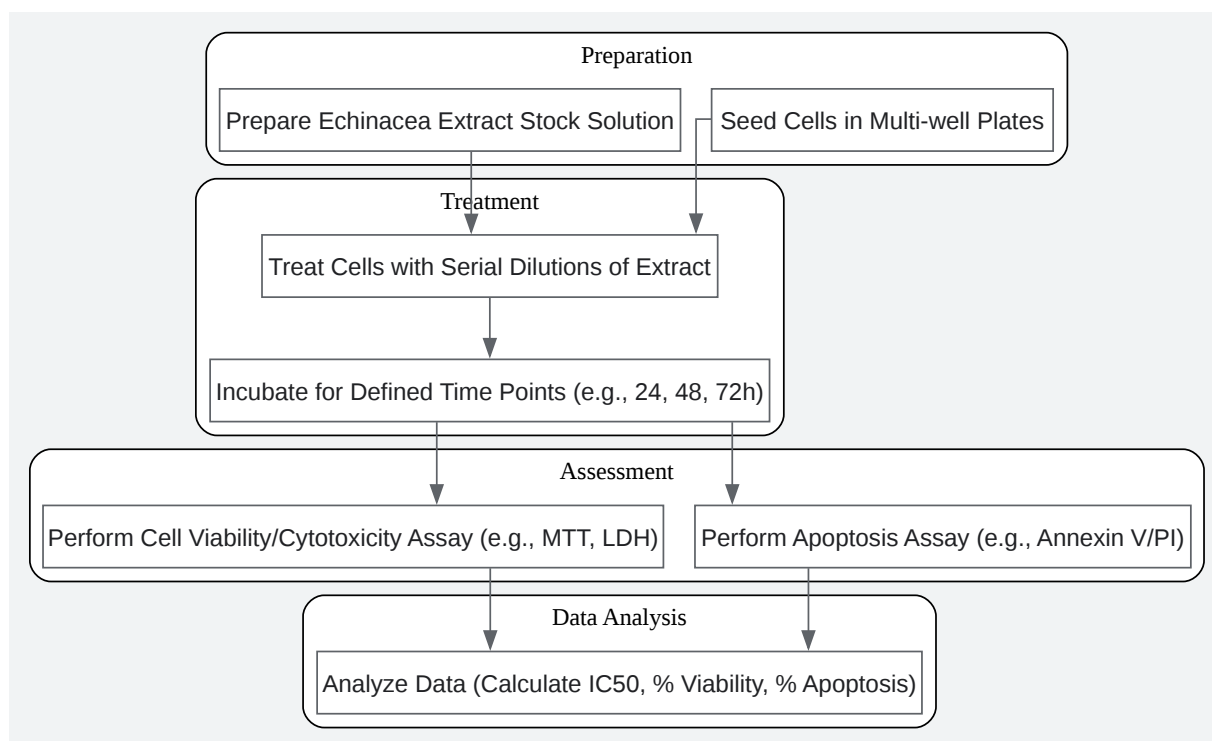 Preparation
Prepare Echinacea Extract Stock Solution
Seed Cells in Multi-well Plates
Treatment
Treat Cells with Serial Dilutions of Extract
Incubate for Defined Time Points (e.g., 24, 48, 72h)
Assessment
Perform Cell Viability/Cytotoxicity Assay (e.g., MTT, LDH)
Perform Apoptosis Assay (e.g., Annexin V/PI)
Data Analysis
Analyze Data (Calculate IC50, % Viability, % Apoptosis)